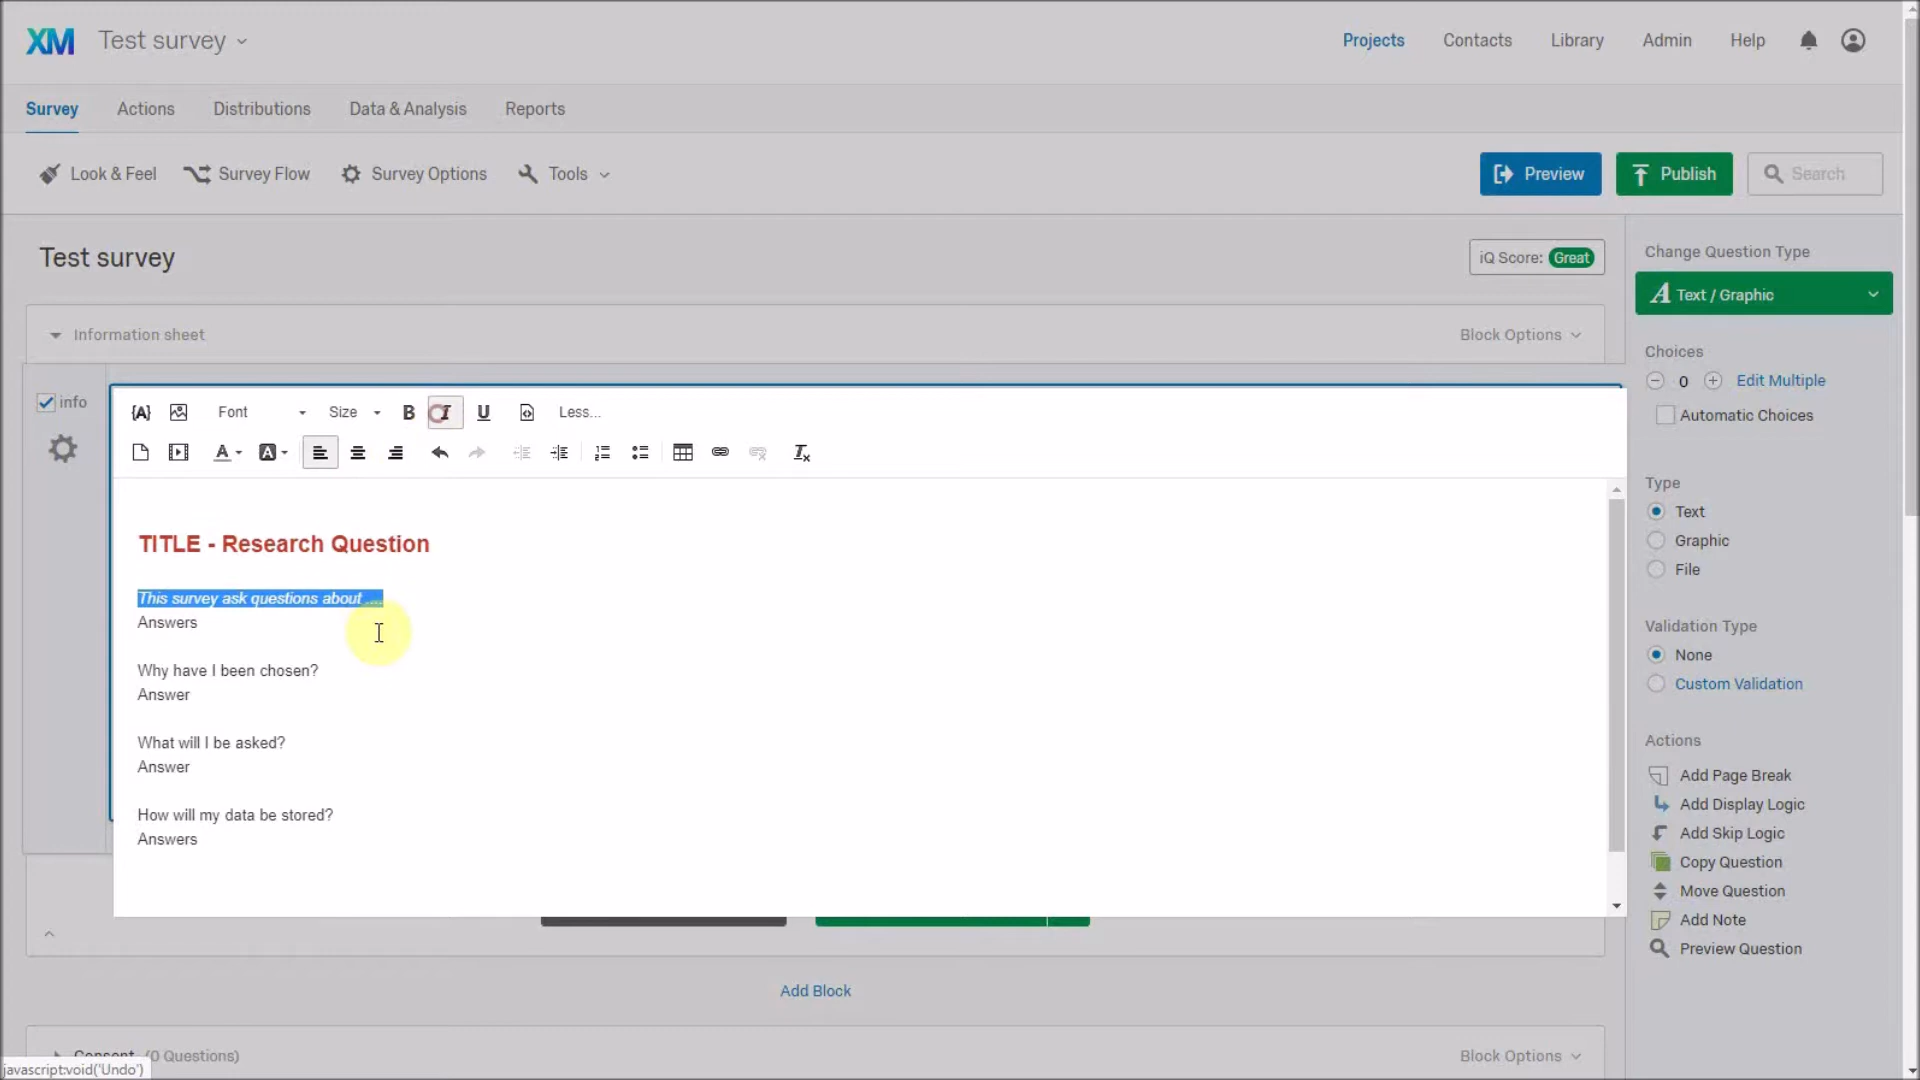 XM Test survey Projects Contacts Library Admin Help
Survey Actions Distributions Data & Analysis Reports
Look & Feel Survey Flow Survey Options Tools Preview Publish Search
Test survey iQ Score: Great
Change Question Type
Text / Graphic
Information sheet Block Options
Choices
0 Edit Multiple
Automatic Choices
info
Font Size B I U Less...
TITLE - Research Question
This survey ask questions about ....
Answers
Why have I been chosen?
Answer
What will I be asked?
Answer
How will my data be stored?
Answers
Type
Text
Graphic
File
Validation Type
None
Custom Validation
Actions
Add Page Break
Add Display Logic
Add Skip Logic
Copy Question
Move Question
Add Note
Preview Question
Add Block
Consent (0 Questions) Block Options
javascript:void('Undo')